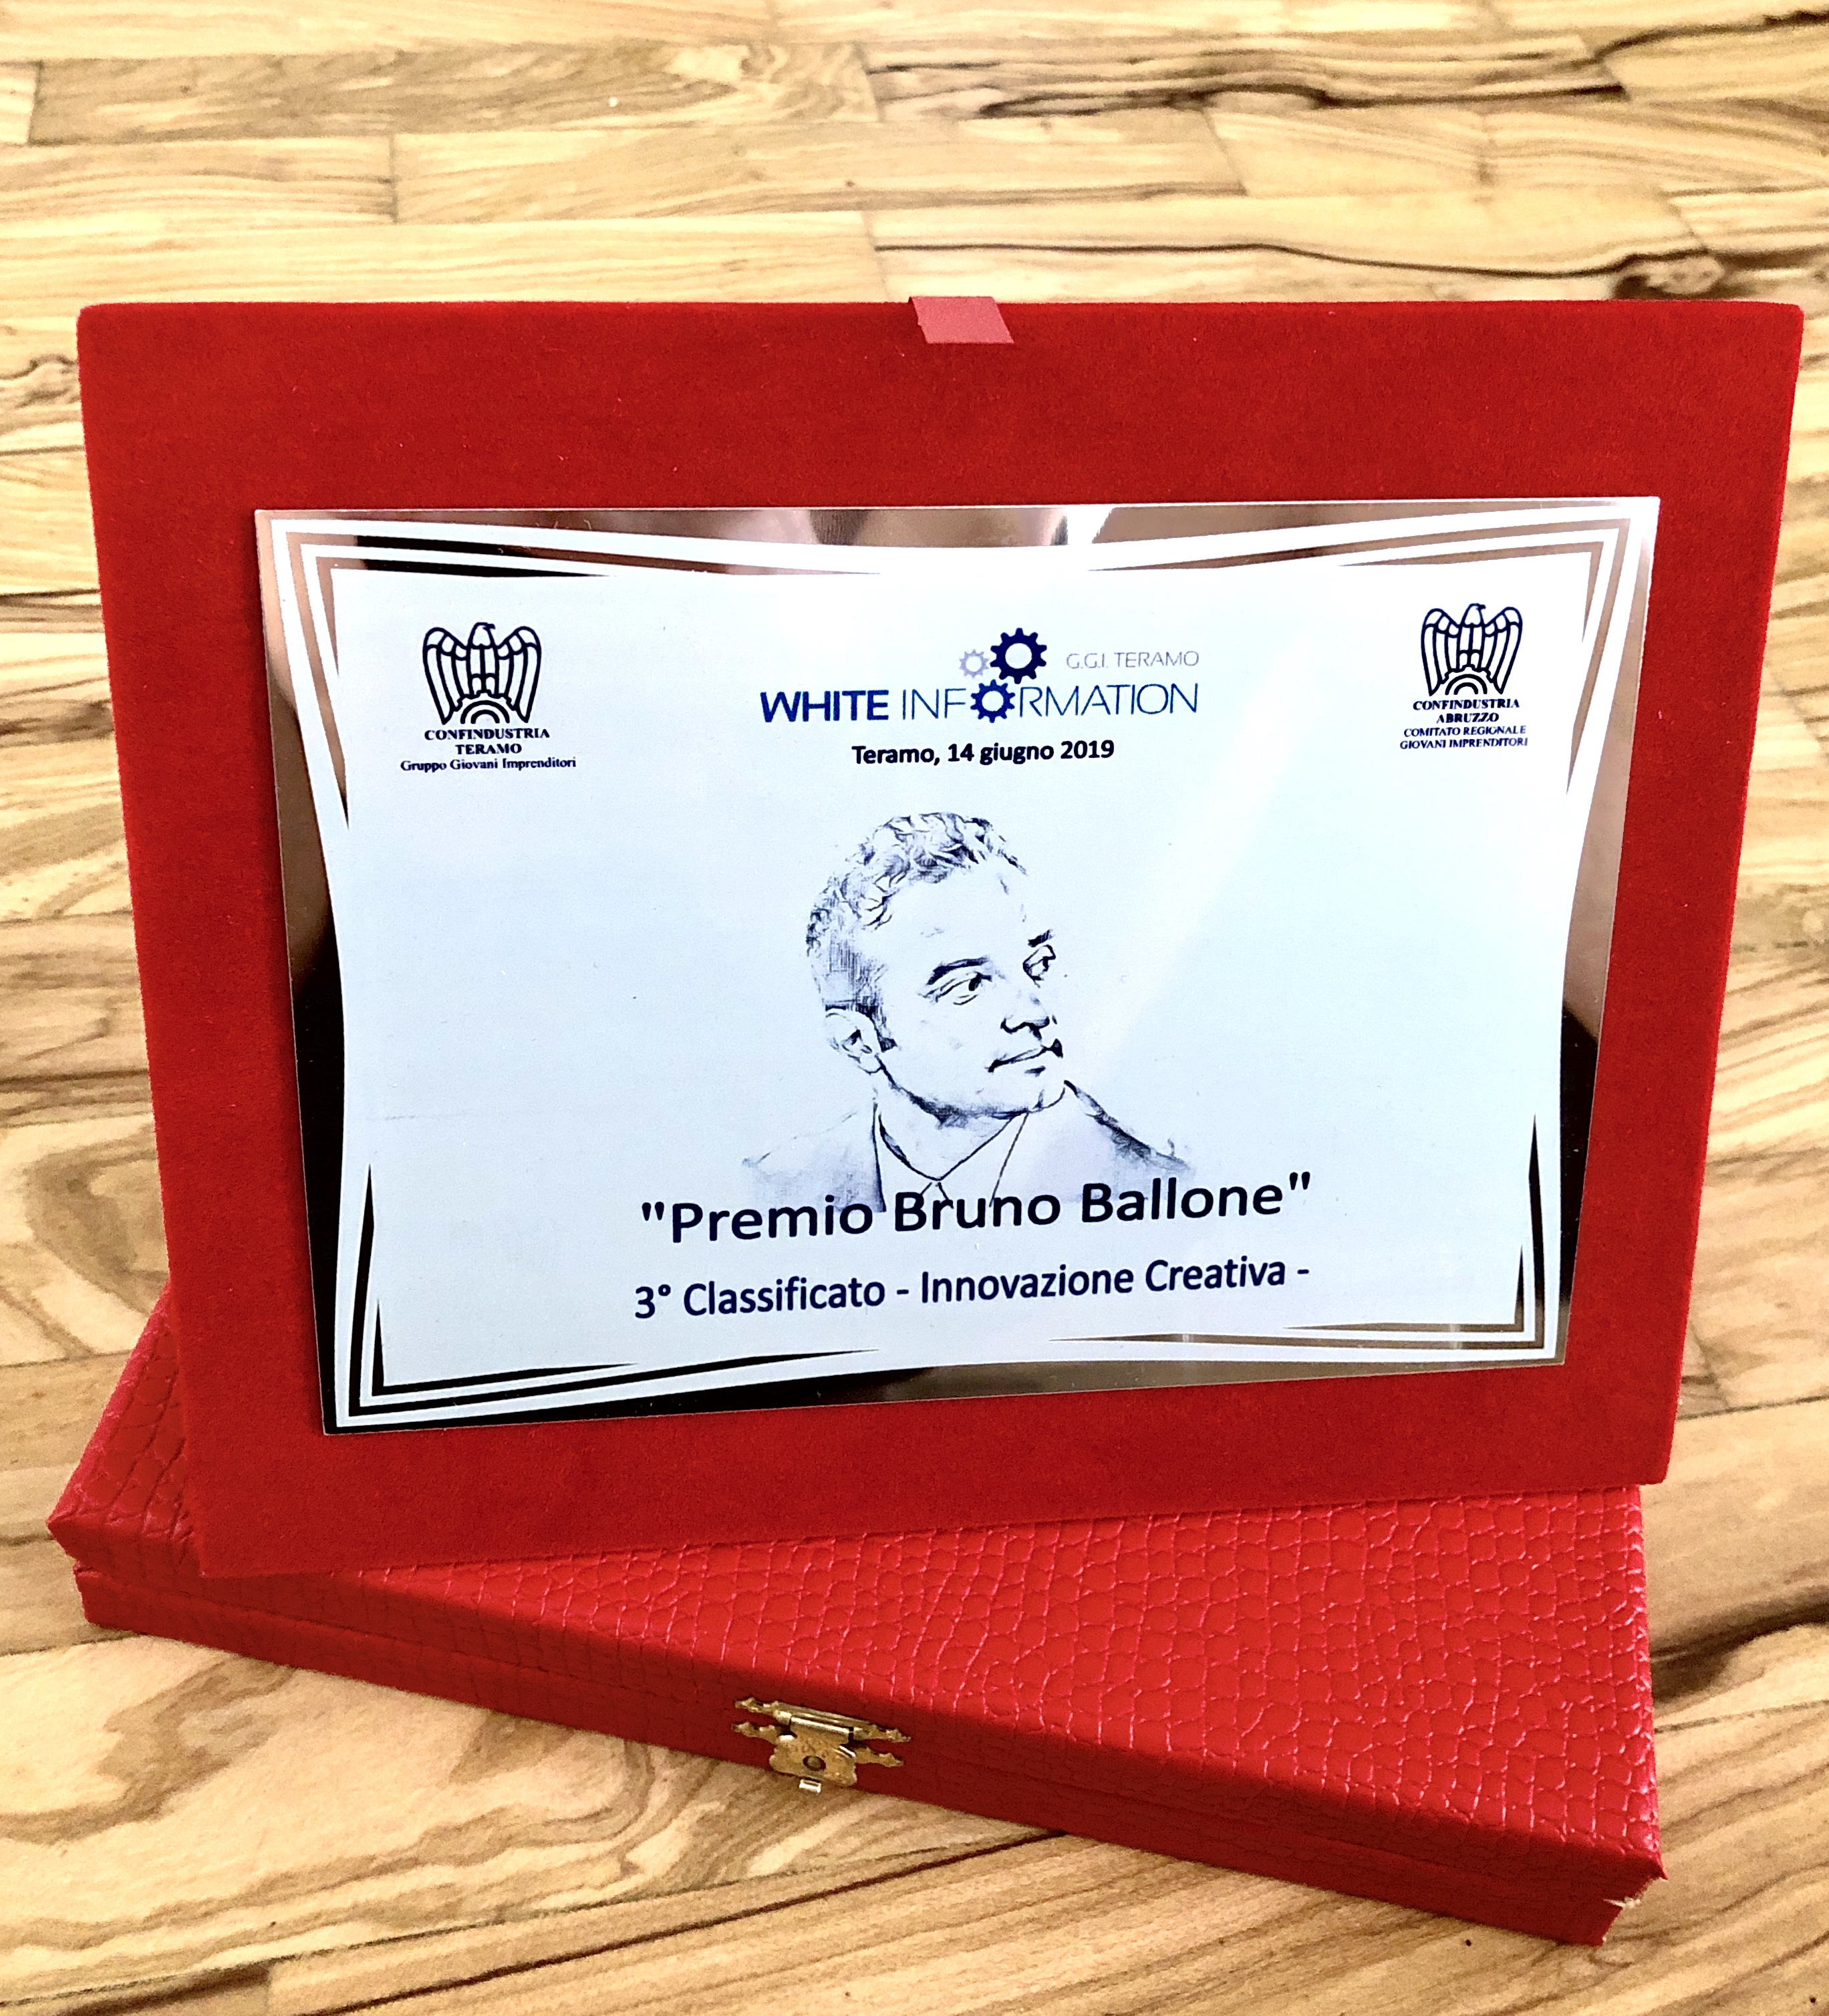 G.G.I. TERAMO
WHITE INFORMATION
Teramo, 14 giugno 2019
CONFINDUSTRIA
TERAMO
Gruppo Giovani Imprenditori
CONFINDUSTRIA
ABRUZZO
COMITATO REGIONALE
GIOVANI IMPRENDITORI
"Premio Bruno Ballone"
3° Classificato - Innovazione Creativa -